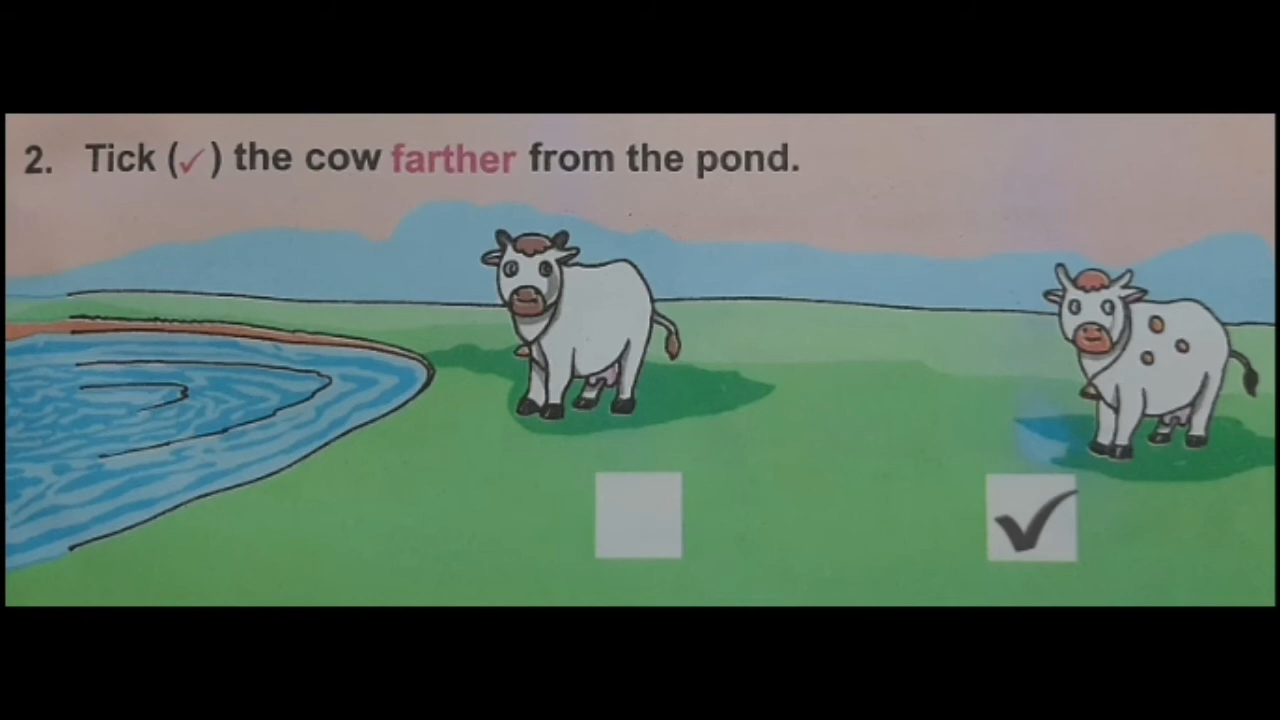 2. Tick (✓) the cow farther from the pond.